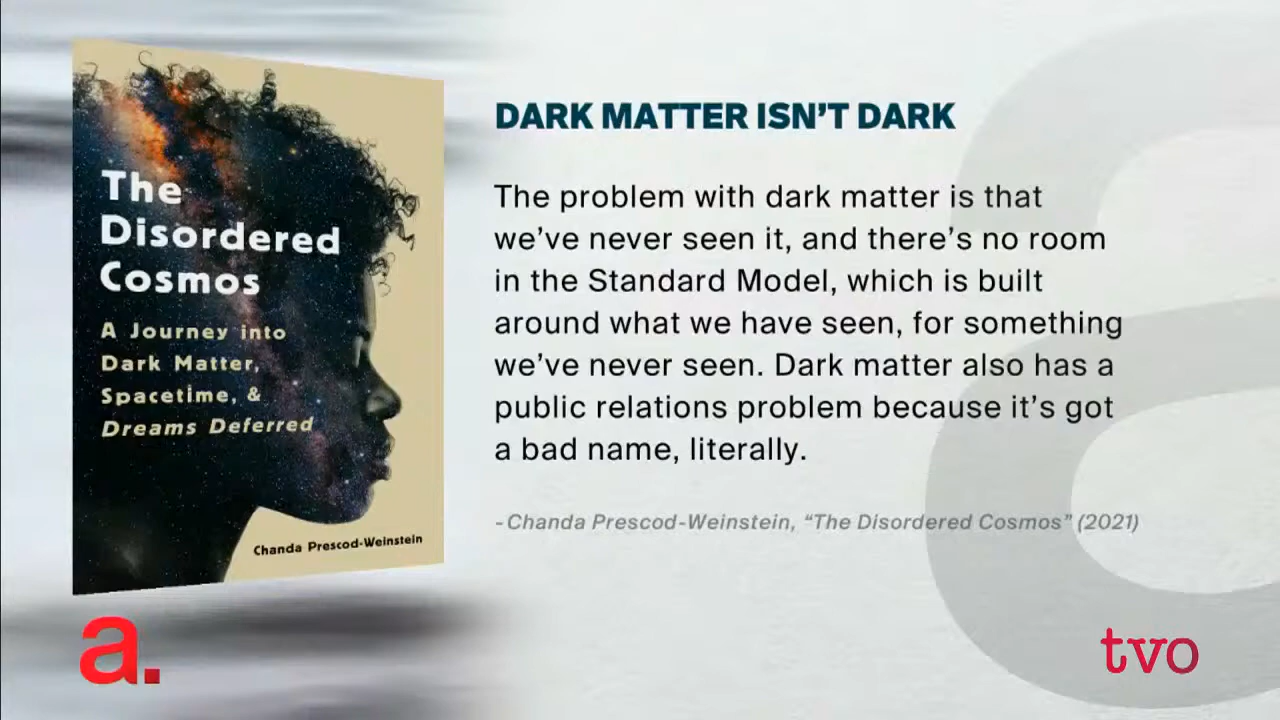 The
Disordered
Cosmos
A Journey into
Dark Matter,
Spacetime, &
Dreams Deferred
Chanda Prescod-Weinstein
DARK MATTER ISN’T DARK
The problem with dark matter is that
we’ve never seen it, and there’s no room
in the Standard Model, which is built
around what we have seen, for something
we’ve never seen. Dark matter also has a
public relations problem because it’s got
a bad name, literally.
- Chanda Prescod-Weinstein, “The Disordered Cosmos” (2021)
a.
tvo